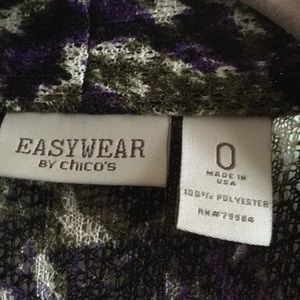 EASYWEAR
BY chico's
0
MADE IN
USA
100% POLYESTER
RN#79984